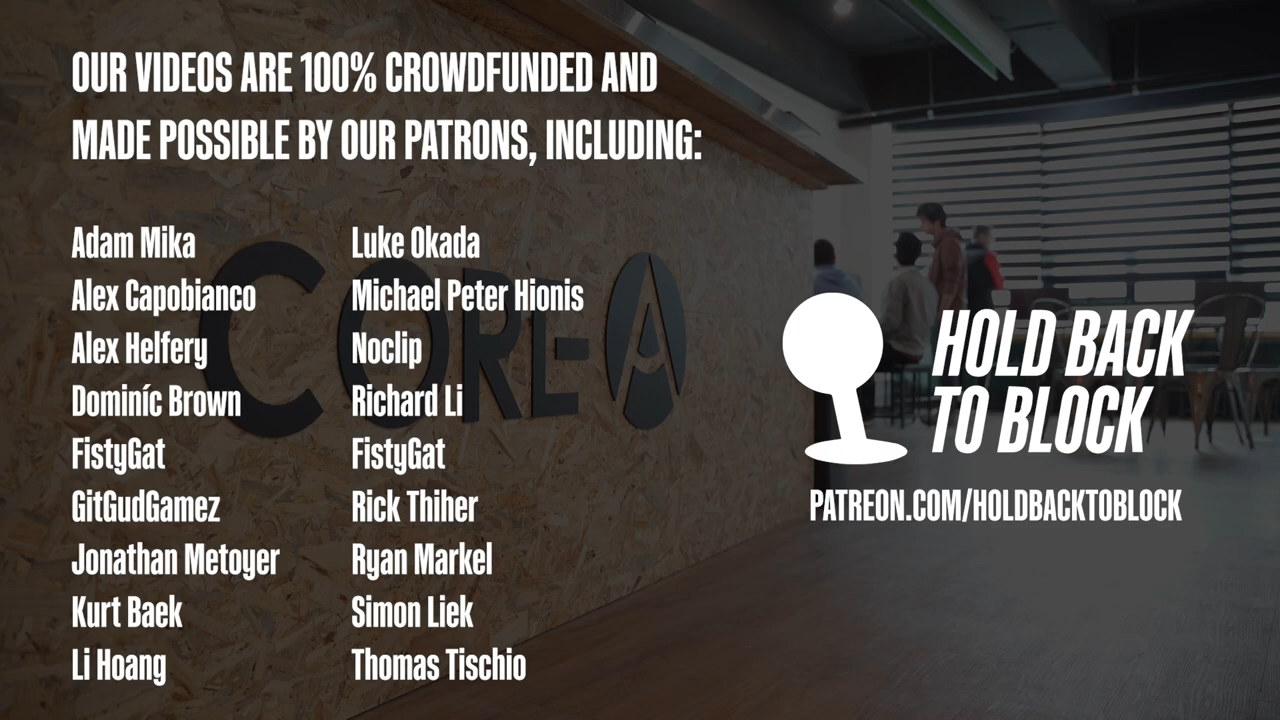 OUR VIDEOS ARE 100% CROWDFUNDED AND
MADE POSSIBLE BY OUR PATRONS, INCLUDING:
Adam Mika
Alex Capobianco
Alex Helfery
Dominíc Brown
FistyGat
GitGudGamez
Jonathan Metoyer
Kurt Baek
Li Hoang
Luke Okada
Michael Peter Hionis
Noclip
Richard Li
FistyGat
Rick Thiher
Ryan Markel
Simon Liek
Thomas Tischio
CORE-A
HOLD BACK
TO BLOCK
PATREON.COM/HOLDBACKTOBLOCK